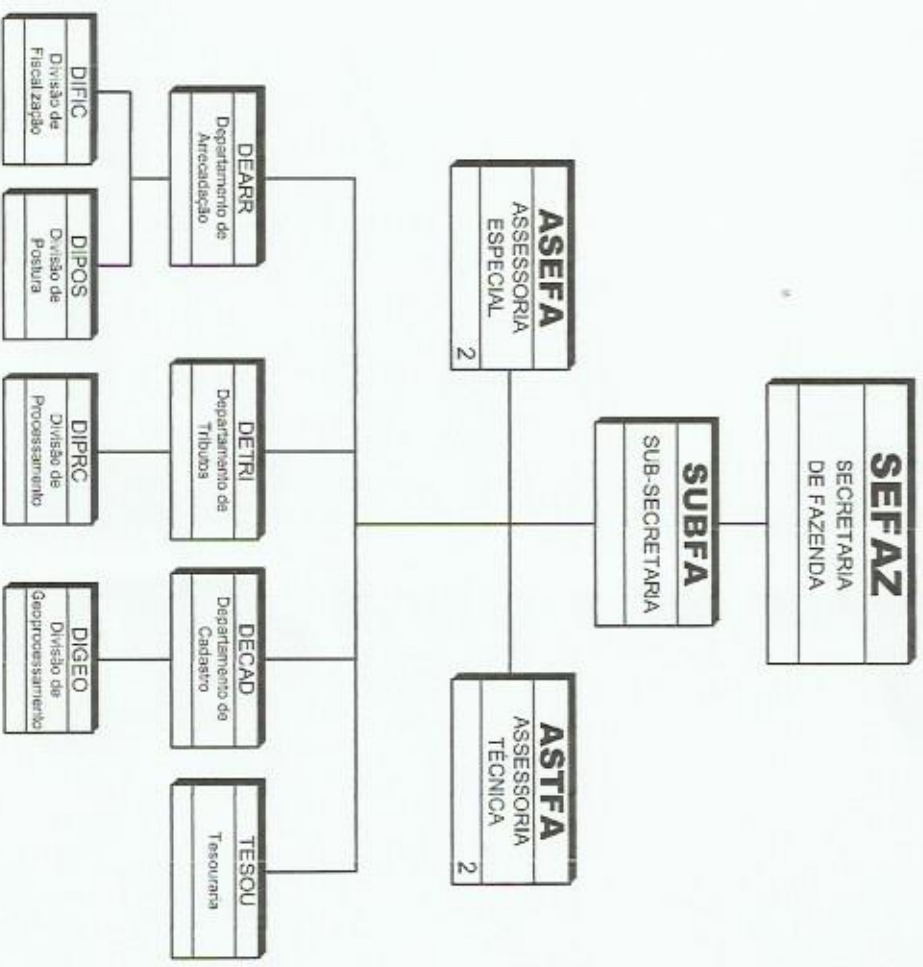 SEFAZ
SECRETARIA
DE FAZENDA
SUBFA
SUB-SECRETARIA
ASEFA
ASSESSORIA
ESPECIAL
2
ASTFA
ASSESSORIA
TÉCNICA
2
DEARR
Departamento de
Arrecadação
DETRI
Departamento de
Tributos
DECAD
Departamento de
Cadastro
TESOU
Tesouraria
DIFIC
Divisão de
Fiscalização
DIPOS
Divisão de
Postura
DIPRC
Divisão de
Processamento
DIGEO
Divisão de
Geoprocessamento